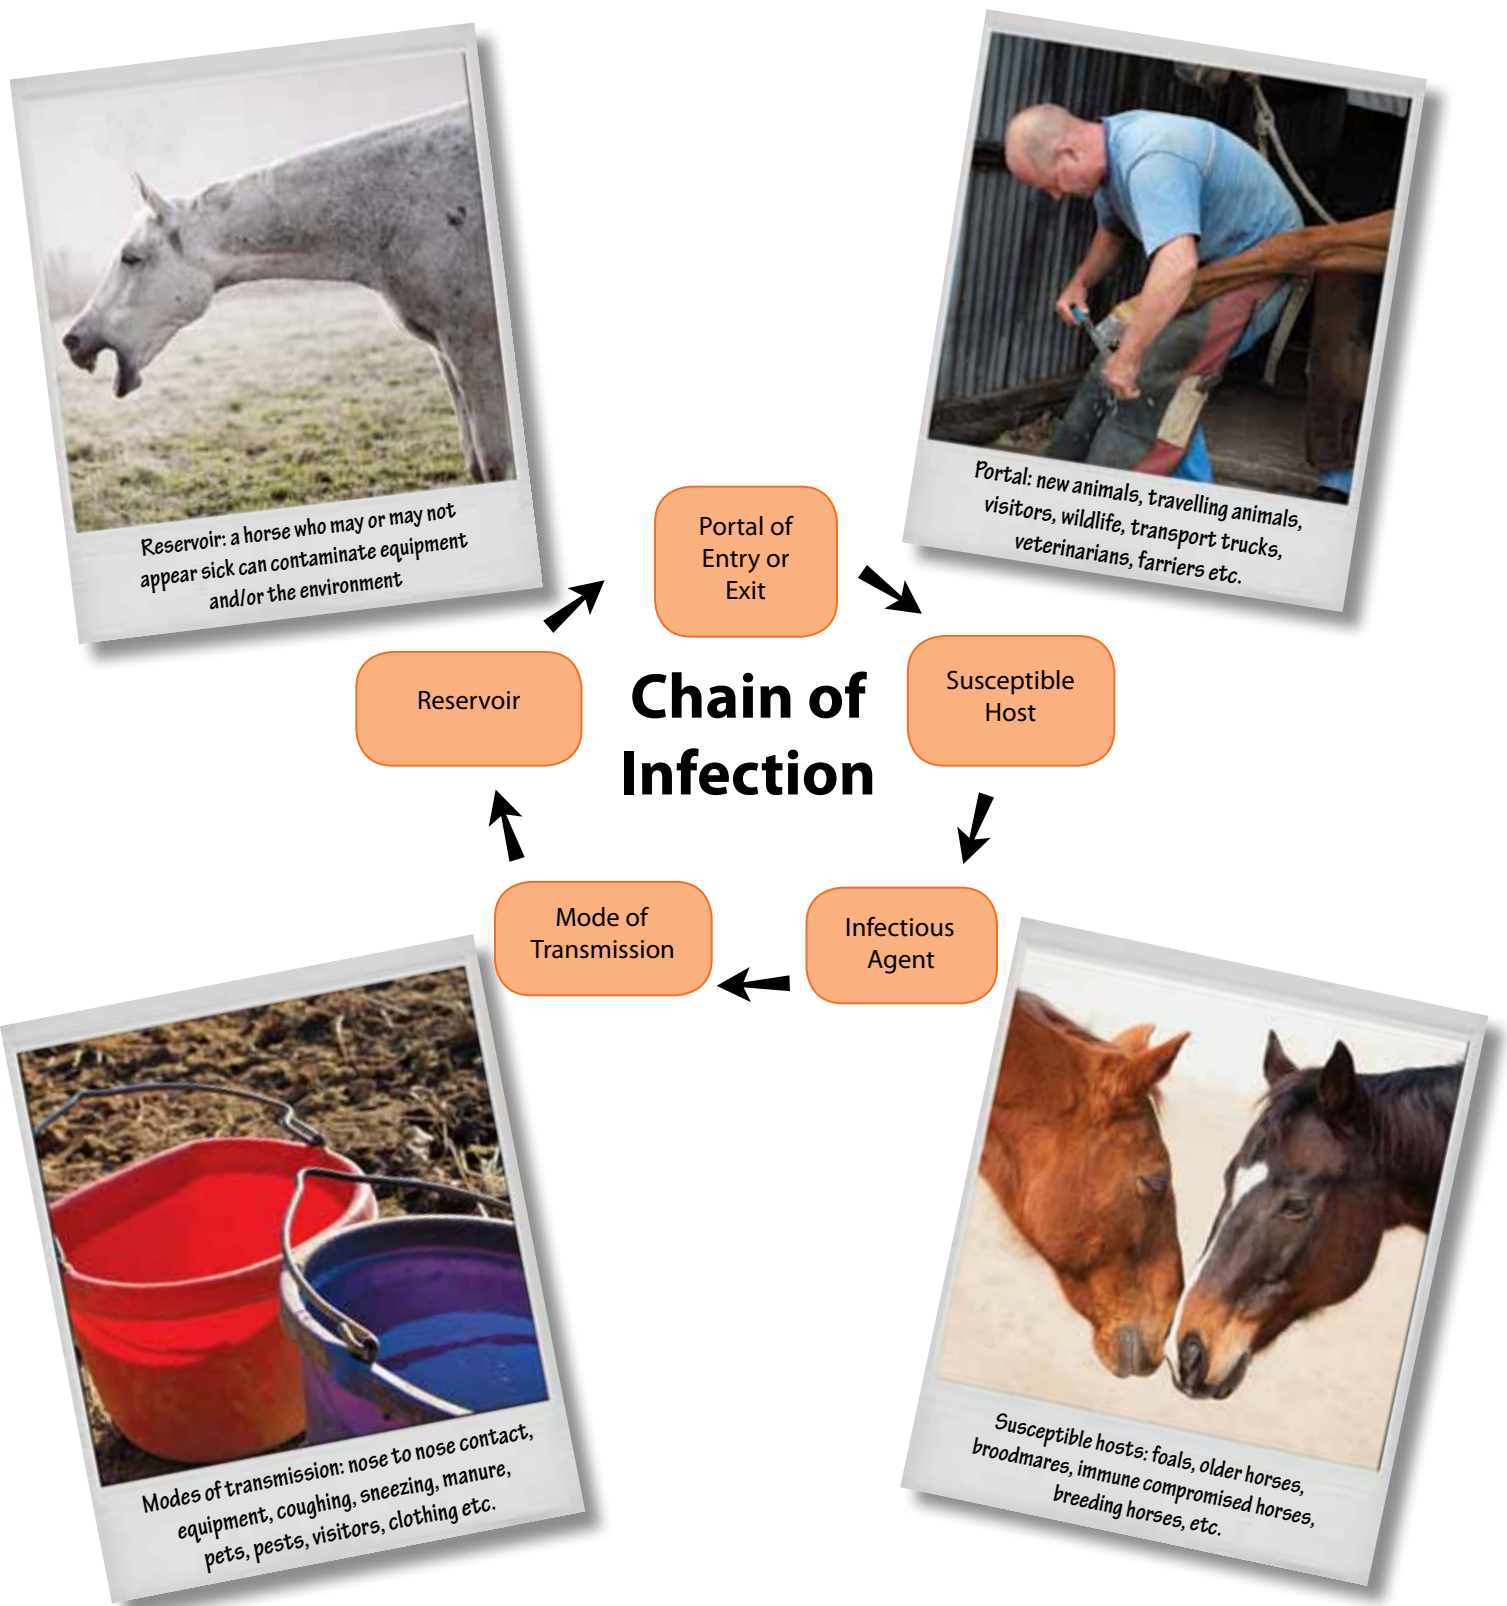 Reservoir: a horse who may or may not
appear sick can contaminate equipment
and/or the environment
Portal: new animals, travelling animals,
visitors, wildlife, transport trucks,
veterinarians, farriers etc.
Portal of
Entry or
Exit
Reservoir
Chain of
Infection
Susceptible
Host
Mode of
Transmission
Infectious
Agent
Modes of transmission: nose to nose contact,
equipment, coughing, sneezing, manure,
pets, pests, visitors, clothing etc.
Susceptible hosts: foals, older horses,
broodmares, immune compromised horses,
breeding horses, etc.